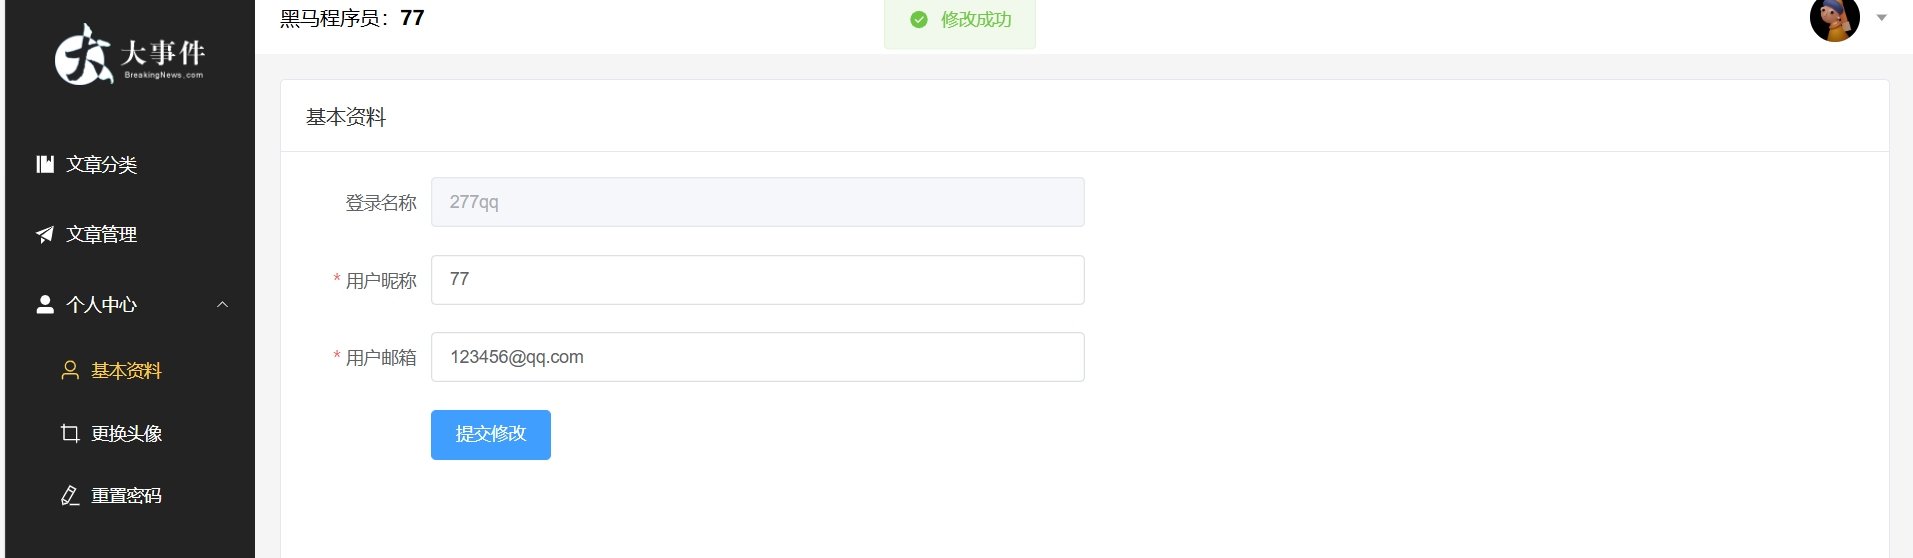 大事件
BreakingNews.com
文章分类
文章管理
个人中心
基本资料
更换头像
重置密码
黑马程序员：77
修改成功
基本资料
登录名称 277qq
* 用户昵称 77
* 用户邮箱 123456@qq.com
提交修改